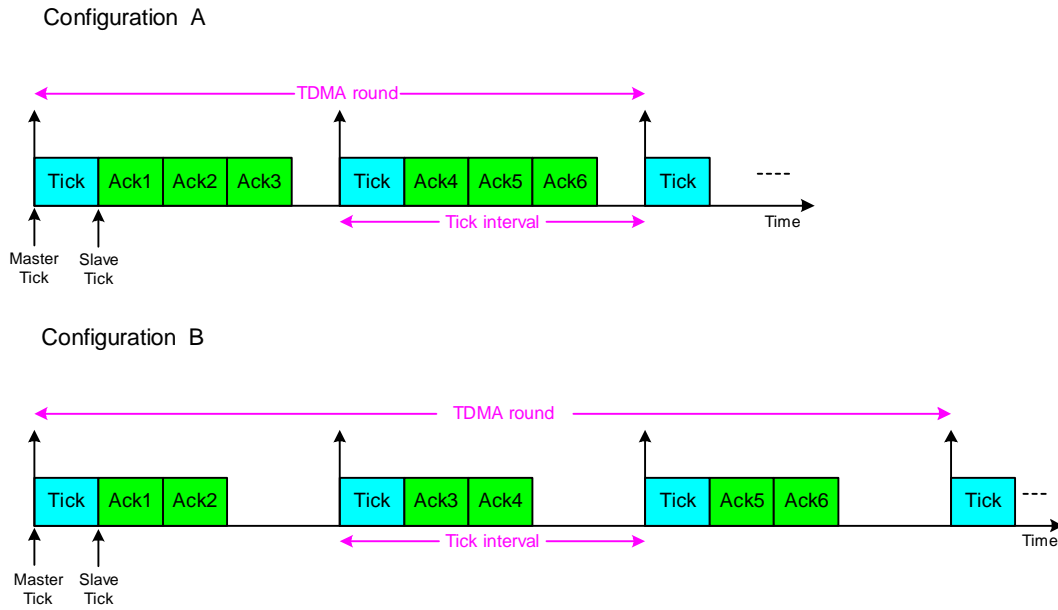 Configuration A
TDMA round
Tick Ack1 Ack2 Ack3 Tick Ack4 Ack5 Ack6 Tick ----
Tick interval
Time
Master
Tick
Slave
Tick
Configuration B
TDMA round
Tick Ack1 Ack2 Tick Ack3 Ack4 Tick Ack5 Ack6 Tick ----
Tick interval
Time
Master
Tick
Slave
Tick